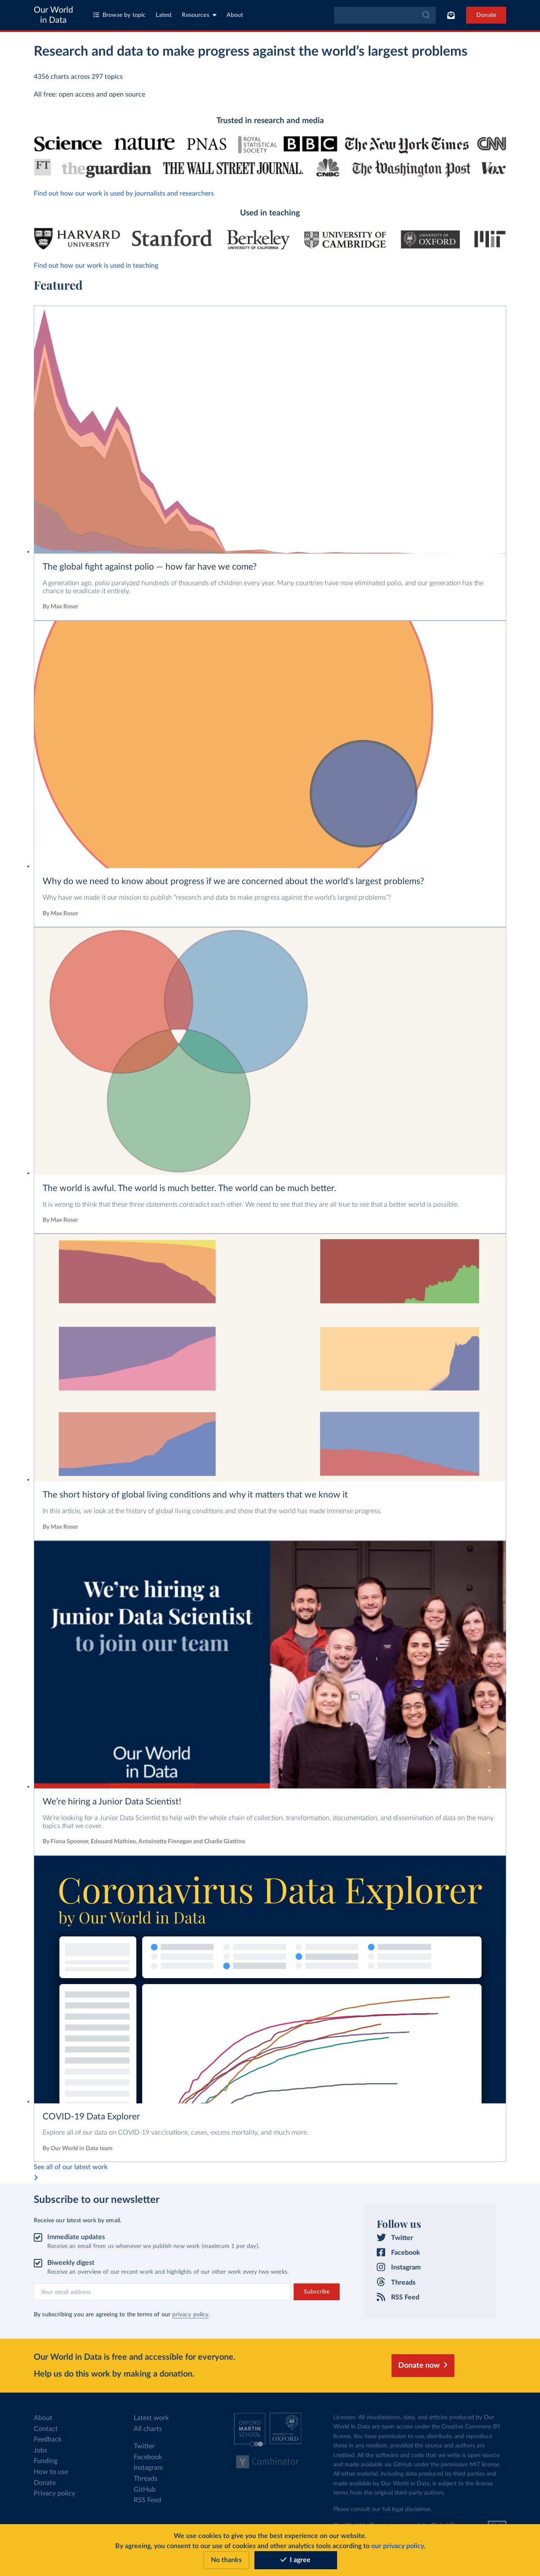 Our World
in Data
Browse by topic
Latest
Resources
About
Donate
Research and data to make progress against the world’s largest problems
4356 charts across 297 topics
All free: open access and open source
Trusted in research and media
Science
nature
PNAS
ROYAL
STATISTICAL
SOCIETY
BBC
The New York Times
CNN
FT
theguardian
THE WALL STREET JOURNAL.
CNBC
The Washington Post
Vox
Find out how our work is used by journalists and researchers
Used in teaching
HARVARD
UNIVERSITY
Stanford
Berkeley
UNIVERSITY OF CALIFORNIA
UNIVERSITY OF
CAMBRIDGE
UNIVERSITY OF
OXFORD
MIT
Find out how our work is used in teaching
Featured
The global fight against polio — how far have we come?
A generation ago, polio paralyzed hundreds of thousands of children every year. Many countries have now eliminated polio, and our generation has the
chance to eradicate it entirely.
By Max Roser
Why do we need to know about progress if we are concerned about the world's largest problems?
Why have we made it our mission to publish “research and data to make progress against the world’s largest problems”?
By Max Roser
The world is awful. The world is much better. The world can be much better.
It is wrong to think that these three statements contradict each other. We need to see that they are all true to see that a better world is possible.
By Max Roser
The short history of global living conditions and why it matters that we know it
In this article, we look at the history of global living conditions and show that the world has made immense progress.
By Max Roser
We’re hiring a
Junior Data Scientist
to join our team
Our World
in Data
We’re hiring a Junior Data Scientist!
We're looking for a Junior Data Scientist to help with the whole chain of collection, transformation, documentation, and dissemination of data on the many
topics that we cover.
By Fiona Spooner, Edouard Mathieu, Antoinette Finnegan and Charlie Giattino
Coronavirus Data Explorer
by Our World in Data
COVID-19 Data Explorer
Explore all of our data on COVID-19 vaccinations, cases, excess mortality, and much more.
By Our World in Data team
See all of our latest work
Subscribe to our newsletter
Receive our latest work by email.
Immediate updates
Receive an email from us whenever we publish new work (maximum 1 per day).
Biweekly digest
Receive an overview of our recent work and highlights of our other work every two weeks.
Your email address
Subscribe
By subscribing you are agreeing to the terms of our privacy policy.
Follow us
Twitter
Facebook
Instagram
Threads
RSS Feed
Our World in Data is free and accessible for everyone.
Help us do this work by making a donation.
Donate now
About
Contact
Feedback
Jobs
Funding
How to use
Donate
Privacy policy
Latest work
All charts
Twitter
Facebook
Instagram
Threads
GitHub
RSS Feed
OXFORD
MARTIN
SCHOOL
UNIVERSITY OF
OXFORD
Y Combinator
Licenses: All visualizations, data, and articles produced by Our
World in Data are open access under the Creative Commons BY
license. You have permission to use, distribute, and reproduce
these in any medium, provided the source and authors are
credited. All the software and code that we write is open source
and made available via GitHub under the permissive MIT license.
All other material, including data produced by third parties and
made available by Our World in Data, is subject to the license
terms from the original third-party authors.
Please consult our full legal disclaimer.
We use cookies to give you the best experience on our website.
By agreeing, you consent to our use of cookies and other analytics tools according to our privacy policy.
No thanks
I agree